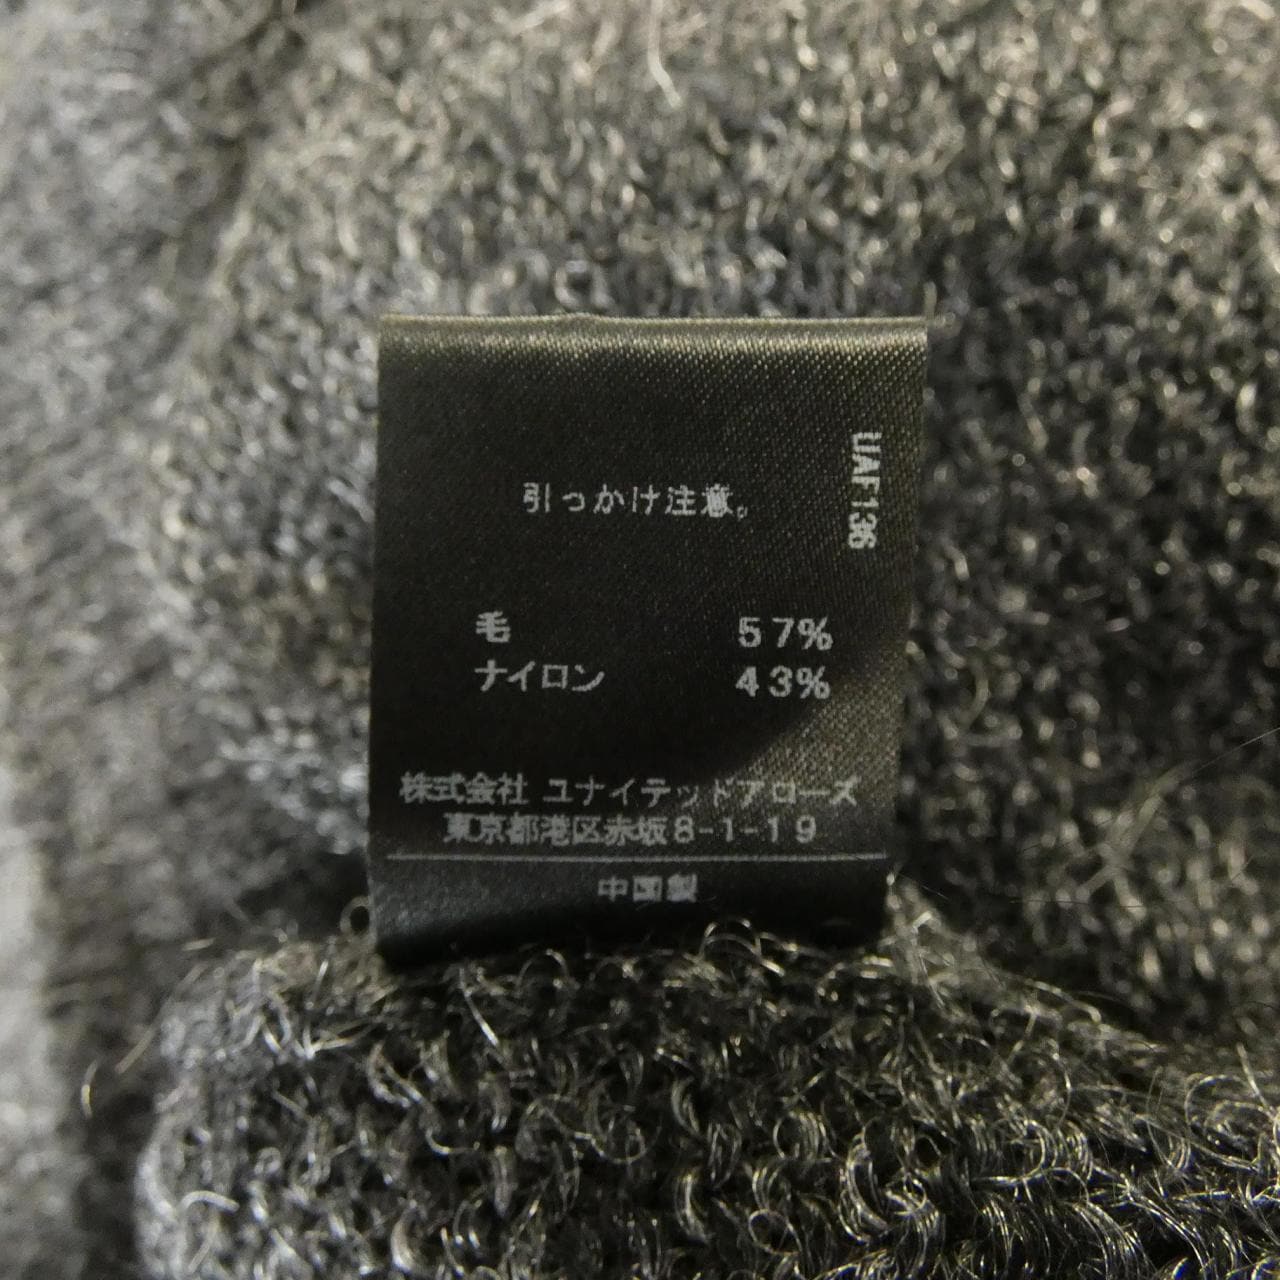 引っかけ注意。
UAF136
毛 57%
ナイロン 43%
株式会社 ユナイテッドアローズ
東京都港区赤坂8-1-19
中国製